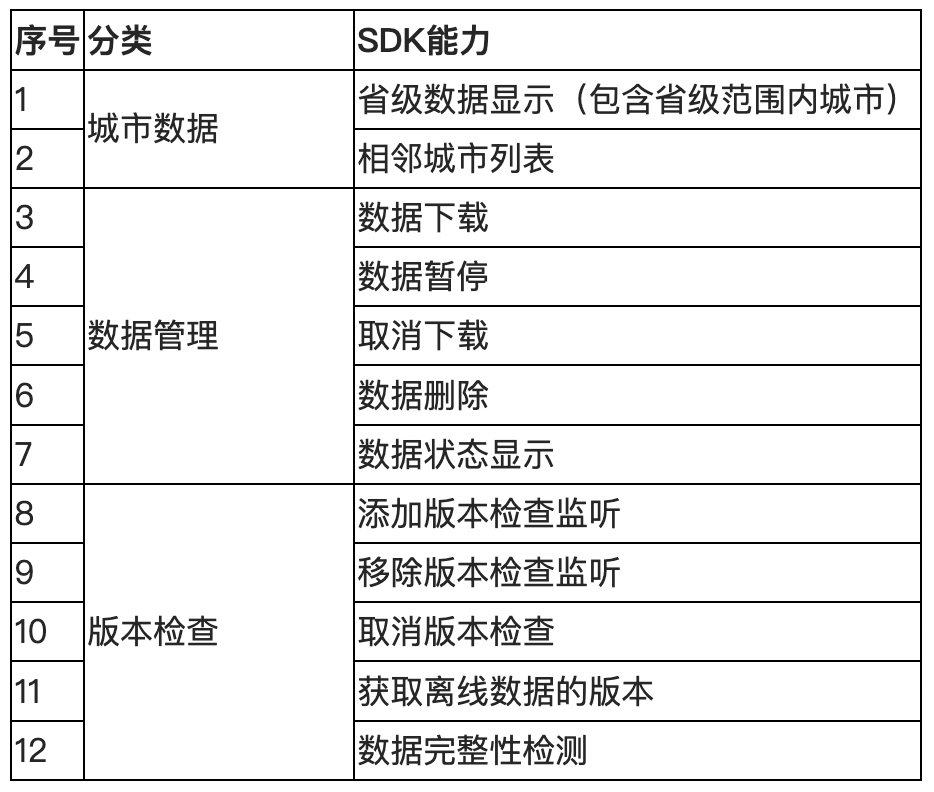 序号 分类 SDK能力
1 城市数据 省级数据显示（包含省级范围内城市）
2 相邻城市列表
3 数据管理 数据下载
4 数据暂停
5 取消下载
6 数据删除
7 数据状态显示
8 版本检查 添加版本检查监听
9 移除版本检查监听
10 取消版本检查
11 获取离线数据的版本
12 数据完整性检测